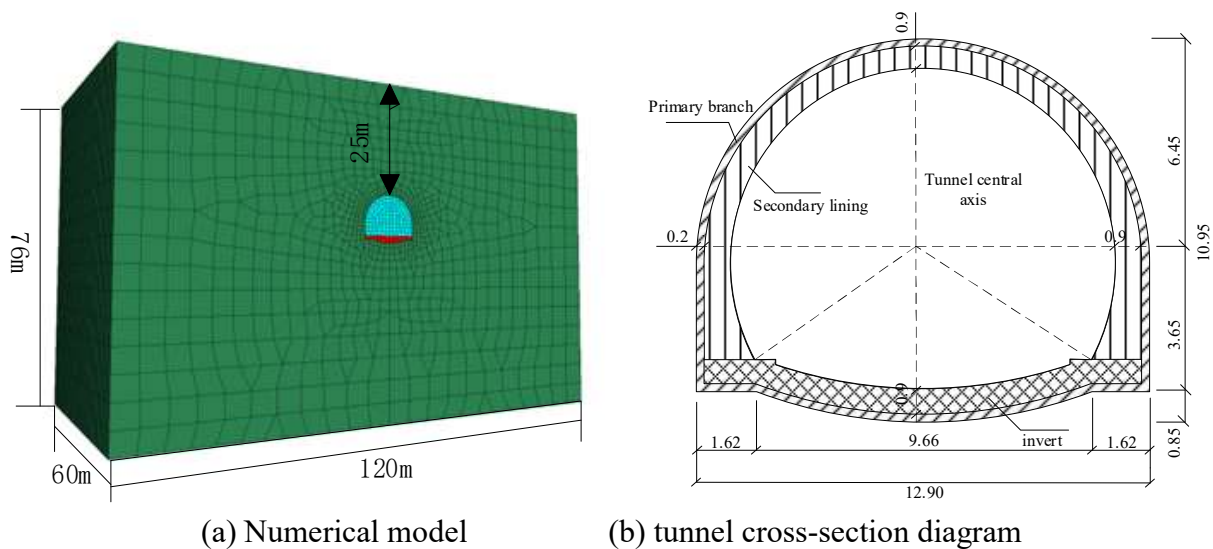 25m
76m
60m
120m
(a) Numerical model
0.9
Primary branch
6.45
Tunnel central
axis
Secondary lining
0.2
0.9
10.95
3.65
0.9
invert
0.85
1.62
9.66
1.62
12.90
(b) tunnel cross-section diagram